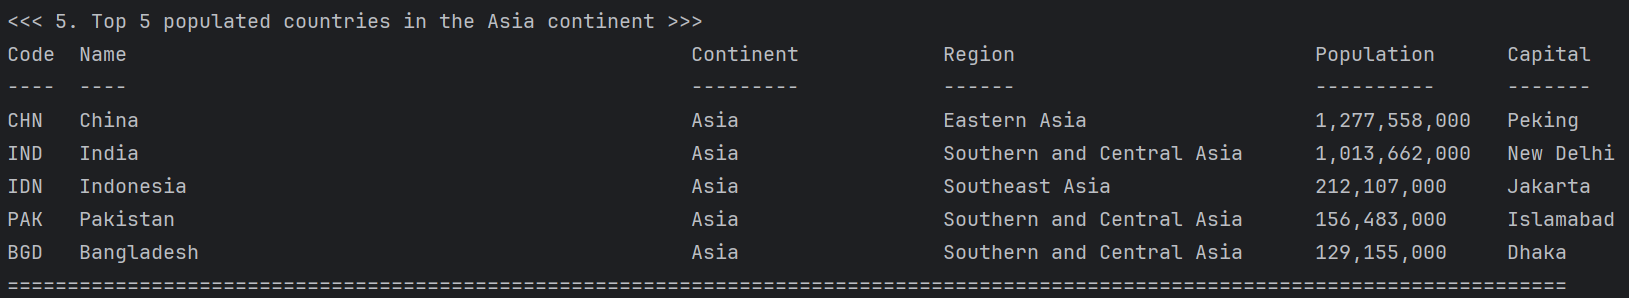 <<< 5. Top 5 populated countries in the Asia continent >>>
Code  Name                                               Continent            Region                         Population      Capital
----  ----                                               ---------            ------                         ----------      -------
CHN   China                                              Asia                 Eastern Asia                   1,277,558,000   Peking
IND   India                                              Asia                 Southern and Central Asia      1,013,662,000   New Delhi
IDN   Indonesia                                          Asia                 Southeast Asia                 212,107,000     Jakarta
PAK   Pakistan                                           Asia                 Southern and Central Asia      156,483,000     Islamabad
BGD   Bangladesh                                         Asia                 Southern and Central Asia      129,155,000     Dhaka
==================================================================================================================================